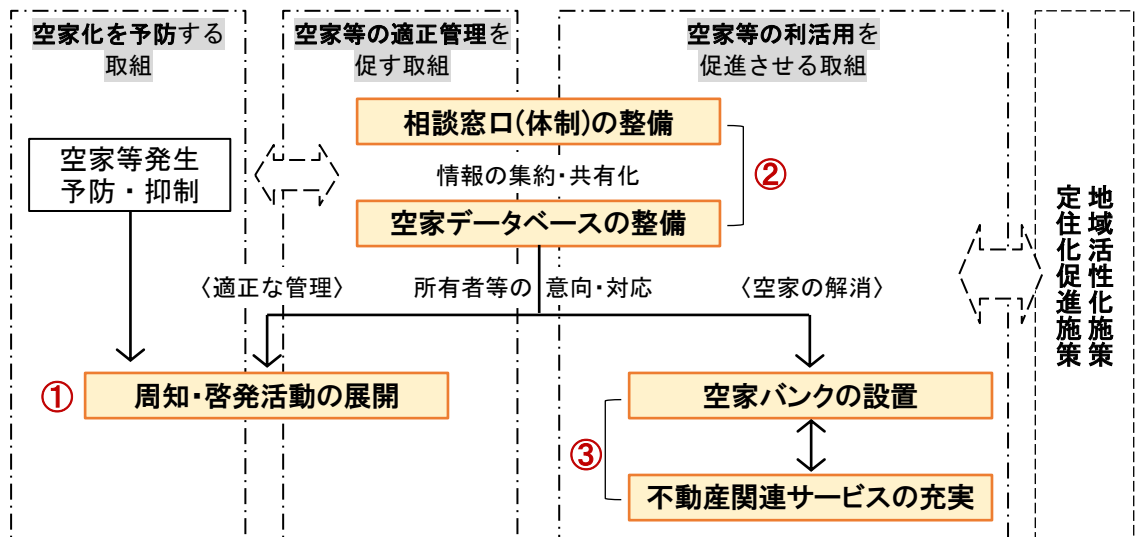 空家化を予防する
取組
空家等の適正管理を
促す取組
空家等の利活用を
促進させる取組
相談窓口(体制)の整備
空家等発生
予防・抑制
情報の集約・共有化
②
空家データベースの整備
〈適正な管理〉
所有者等の 意向・対応
〈空家の解消〉
①
周知・啓発活動の展開
空家バンクの設置
③
不動産関連サービスの充実
地域活性化施策
定住化促進施策